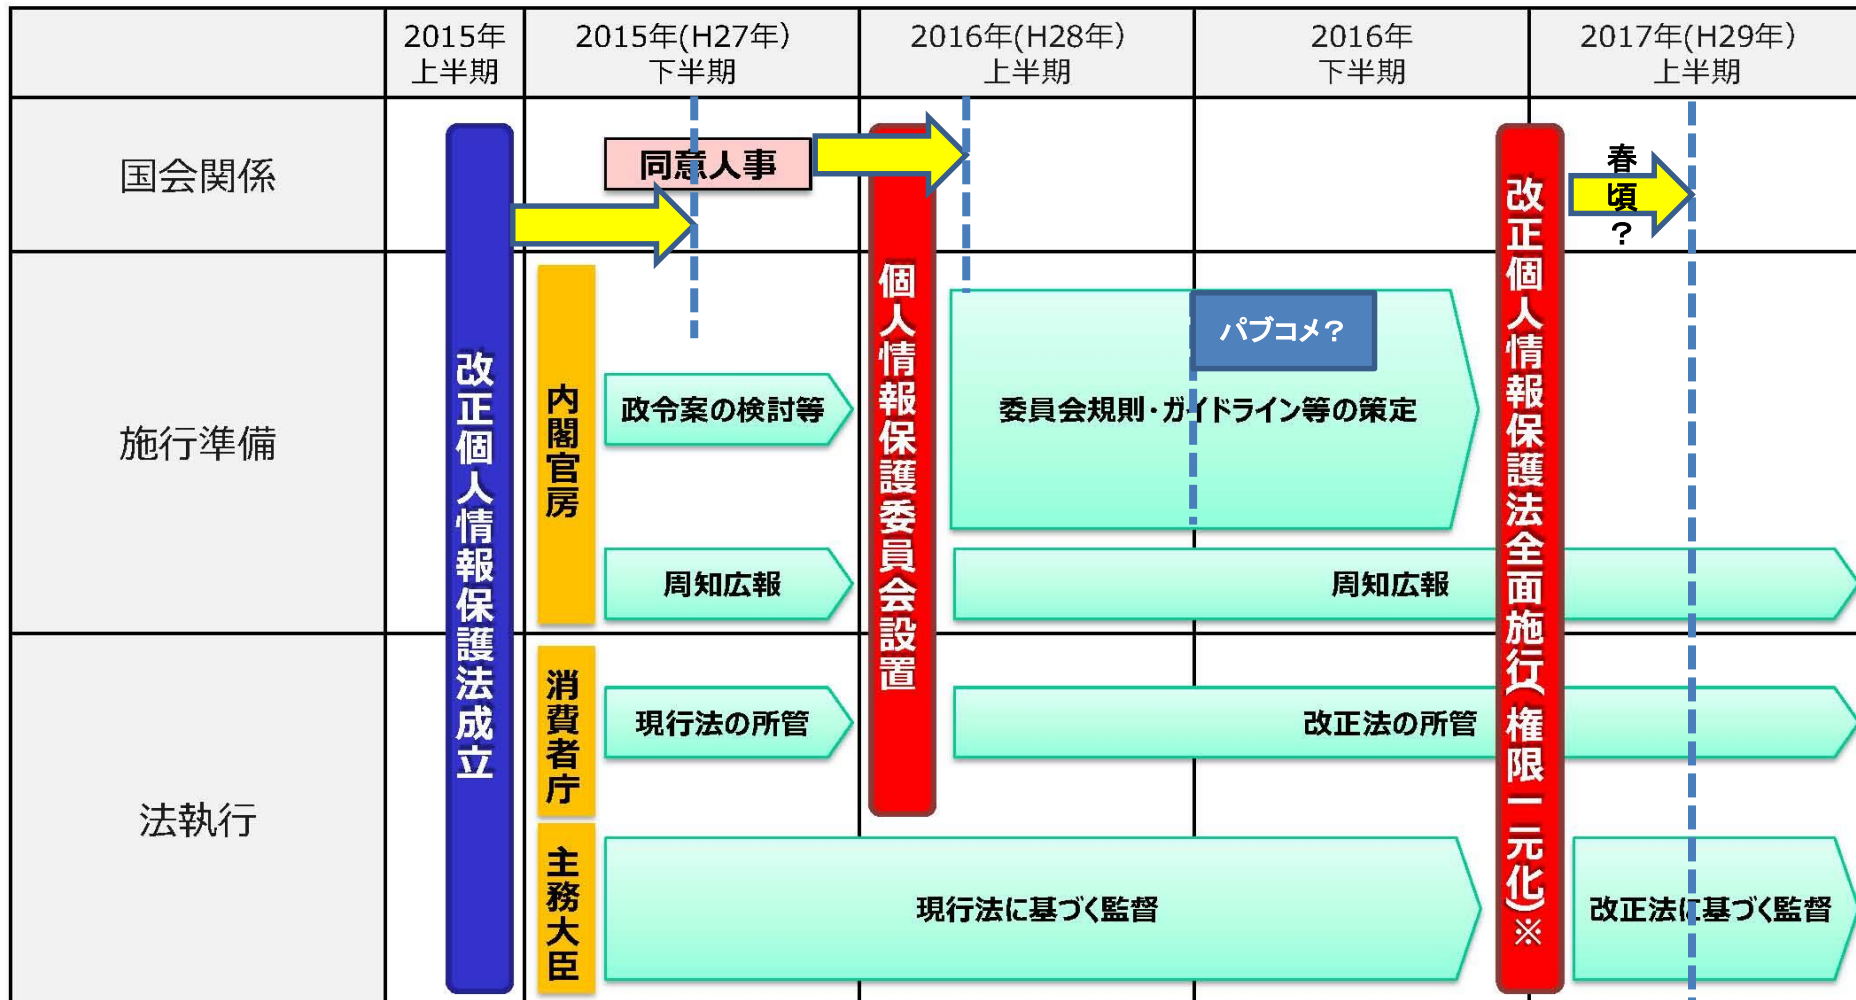 2015年
上半期
2015年(H27年)
下半期
2016年(H28年)
上半期
2016年
下半期
2017年(H29年)
上半期
国会関係
同意人事
春
頃
？
施行準備
改正個人情報保護法成立
内閣官房
政令案の検討等
周知広報
個人情報保護委員会設置
パブコメ？
委員会規則・ガイドライン等の策定
周知広報
改正個人情報保護法全面施行(権限一元化)※
法執行
消費者庁
現行法の所管
改正法の所管
主務大臣
現行法に基づく監督
改正法に基づく監督